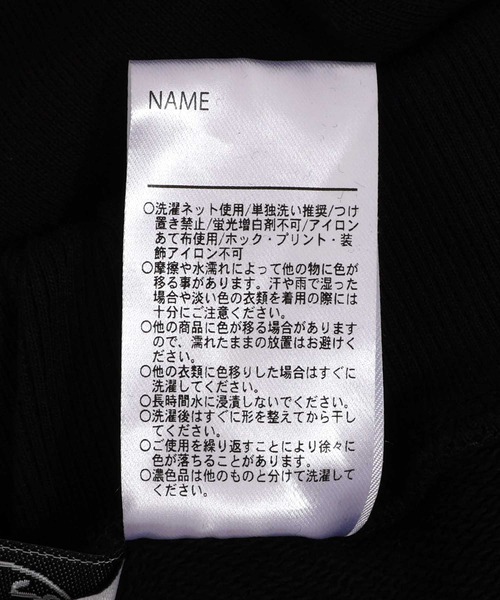 NAME
○洗濯ネット使用/単独洗い推奨/つけ
置き禁止/蛍光増白剤不可/アイロン
あて布使用/ホック・プリント・装
飾アイロン不可
○摩擦や水濡れによって他の物に色が
移る事があります。汗や雨で湿った
場合や淡い色の衣類を着用の際には
十分にご注意ください。
○他の商品に色が移る場合があります
ので、濡れたままの放置はお避けく
ださい。
○他の衣類に色移りした場合はすぐに
洗濯してください。
○長時間水に浸漬しないでください。
○洗濯後はすぐに形を整えてから干し
てください。
○ご使用を繰り返すことにより徐々に
色が落ちることがあります。
○濃色品は他のものと分けて洗濯して
ください。